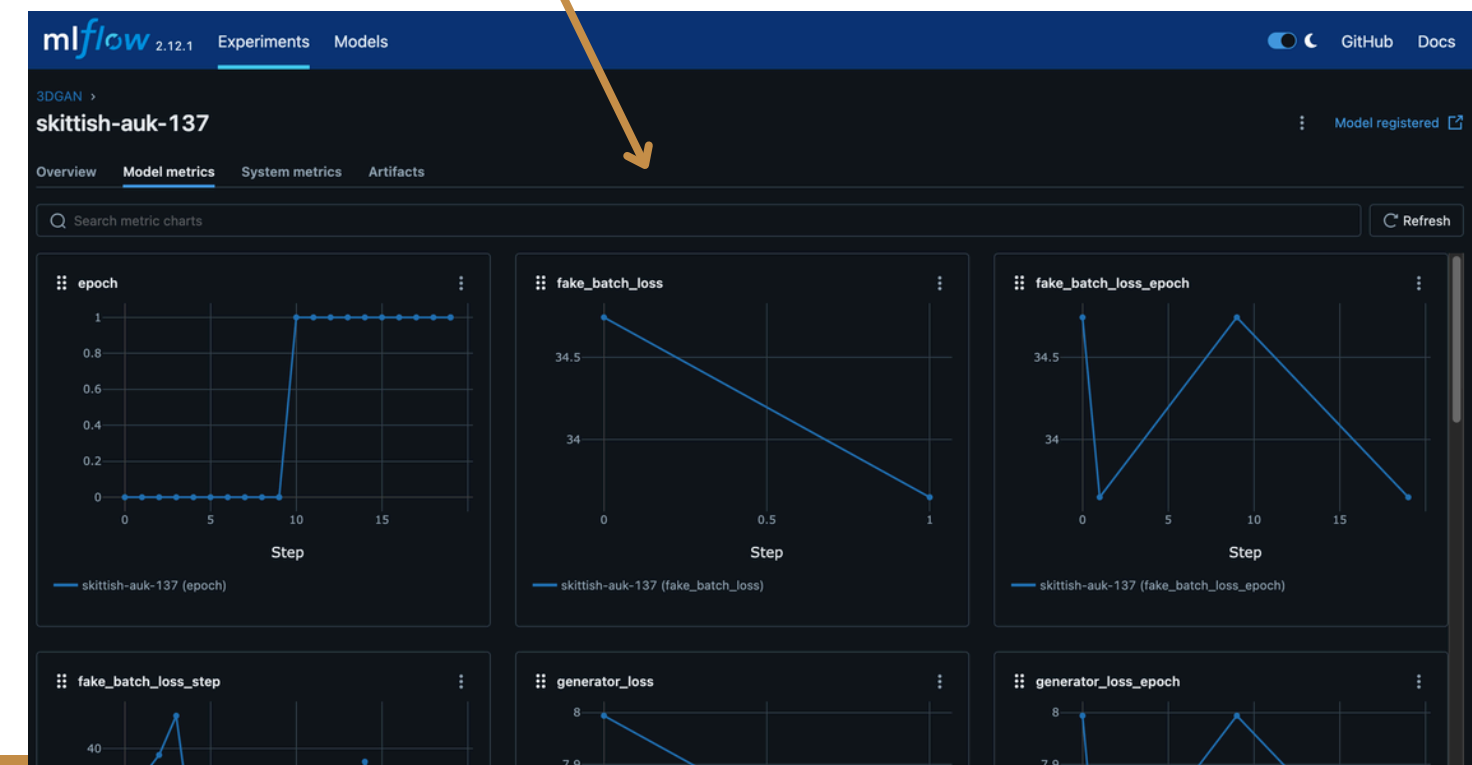 mlflow 2.12.1 Experiments Models GitHub Docs
3DGAN >
skittish-auk-137
Model registered
Overview Model metrics System metrics Artifacts
Search metric charts
Refresh
epoch
1
0.8
0.6
0.4
0.2
0
0 5 10 15
Step
skittish-auk-137 (epoch)
fake_batch_loss
34.5
34
0 0.5 1
Step
skittish-auk-137 (fake_batch_loss)
fake_batch_loss_epoch
34.5
34
0 5 10 15
Step
skittish-auk-137 (fake_batch_loss_epoch)
fake_batch_loss_step
40
generator_loss
8
7.9
generator_loss_epoch
8
7.9